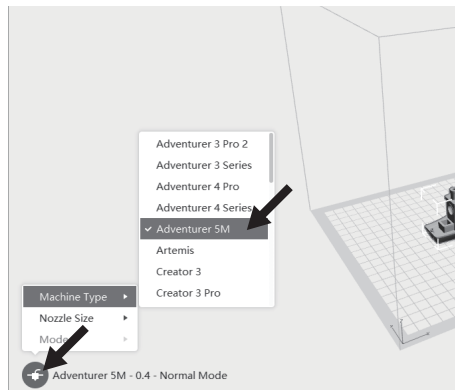 Adventurer 3 Pro 2
Adventurer 3 Series
Adventurer 4 Pro
Adventurer 4 Series
Adventurer 5M
Artemis
Creator 3
Creator 3 Pro
Machine Type
Nozzle Size
Mode
Adventurer 5M - 0.4 - Normal Mode